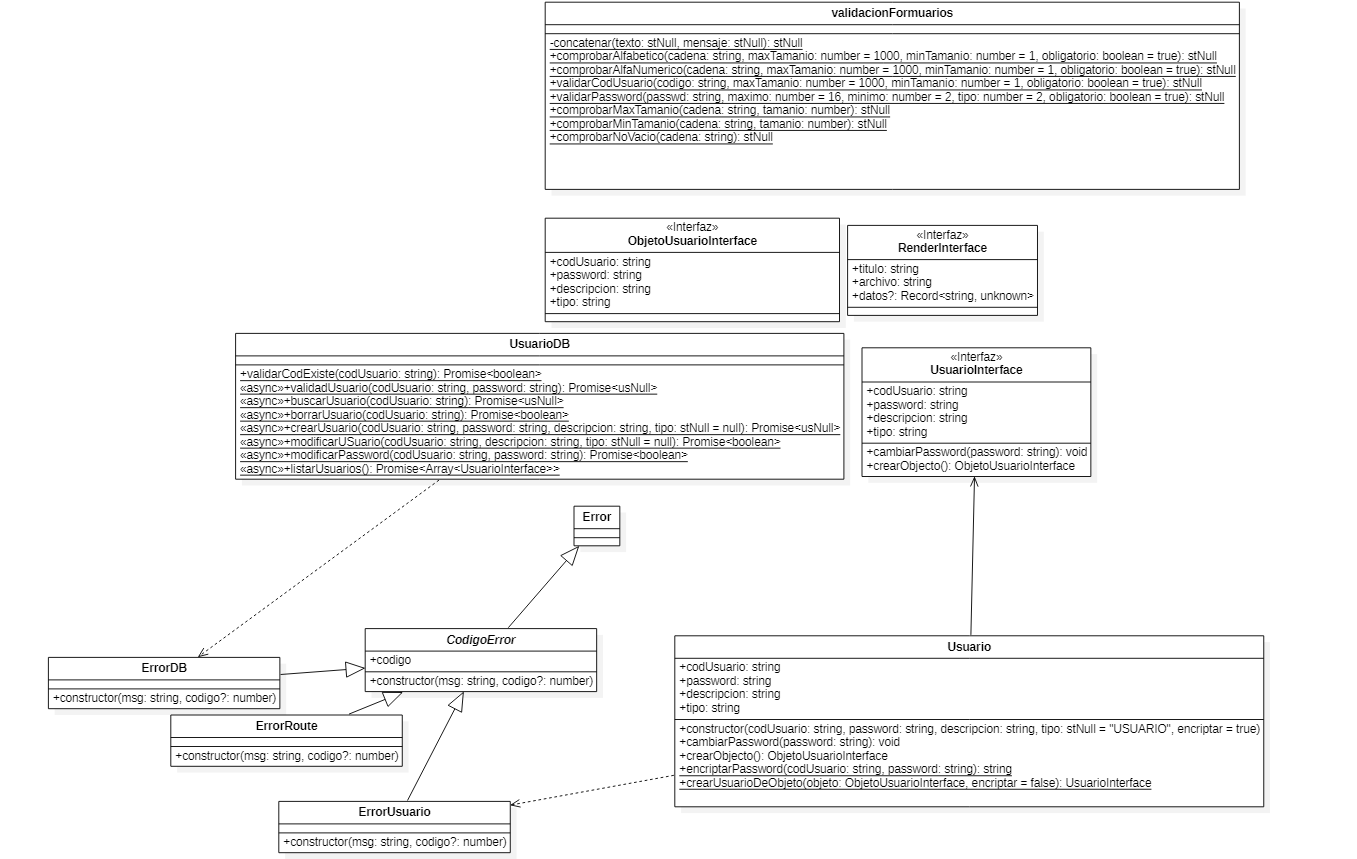 validacionFormuarios
-concatenar(texto: stNull, mensaje: stNull): stNull
+comprobarAlfabetico(cadena: string, maxTamanio: number = 1000, minTamanio: number = 1, obligatorio: boolean = true): stNull
+comprobarAlfaNumerico(cadena: string, maxTamanio: number = 1000, minTamanio: number = 1, obligatorio: boolean = true): stNull
+validarCodUsuario(codigo: string, maxTamanio: number = 1000, minTamanio: number = 1, obligatorio: boolean = true): stNull
+validarPassword(passwd: string, maximo: number = 16, minimo: number = 2, tipo: number = 2, obligatorio: boolean = true): stNull
+comprobarMaxTamanio(cadena: string, tamanio: number): stNull
+comprobarMinTamanio(cadena: string, tamanio: number): stNull
+comprobarNoVacio(cadena: string): stNull
«Interfaz»
ObjetoUsuarioInterface
+codUsuario: string
+password: string
+descripcion: string
+tipo: string
«Interfaz»
RenderInterface
+titulo: string
+archivo: string
+datos?: Record<string, unknown>
UsuarioDB
+validarCodExiste(codUsuario: string): Promise<boolean>
«async»+validadUsuario(codUsuario: string, password: string): Promise<usNull>
«async»+buscarUsuario(codUsuario: string): Promise<usNull>
«async»+borrarUsuario(codUsuario: string): Promise<boolean>
«async»+crearUsuario(codUsuario: string, password: string, descripcion: string, tipo: stNull = null): Promise<usNull>
«async»+modificarUSuario(codUsuario: string, descripcion: string, tipo: stNull = null): Promise<boolean>
«async»+modificarPassword(codUsuario: string, password: string): Promise<boolean>
«async»+listarUsuarios(): Promise<Array<UsuarioInterface>>
«Interfaz»
UsuarioInterface
+codUsuario: string
+password: string
+descripcion: string
+tipo: string
+cambiarPassword(password: string): void
+crearObjecto(): ObjetoUsuarioInterface
Error
CodigoError
+codigo
+constructor(msg: string, codigo?: number)
ErrorDB
+constructor(msg: string, codigo?: number)
ErrorRoute
+constructor(msg: string, codigo?: number)
ErrorUsuario
+constructor(msg: string, codigo?: number)
Usuario
+codUsuario: string
+password: string
+descripcion: string
+tipo: string
+constructor(codUsuario: string, password: string, descripcion: string, tipo: stNull = "USUARIO", encriptar = true)
+cambiarPassword(password: string): void
+crearObjecto(): ObjetoUsuarioInterface
+encriptarPassword(codUsuario: string, password: string): string
+crearUsuarioDeObjeto(objeto: ObjetoUsuarioInterface, encriptar = false): UsuarioInterface